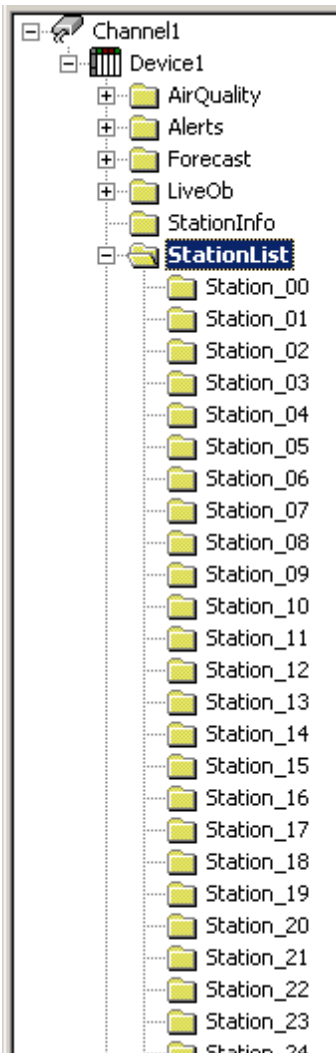 Channel1
Device1
AirQuality
Alerts
Forecast
LiveOb
StationInfo
StationList
Station_00
Station_01
Station_02
Station_03
Station_04
Station_05
Station_06
Station_07
Station_08
Station_09
Station_10
Station_11
Station_12
Station_13
Station_14
Station_15
Station_16
Station_17
Station_18
Station_19
Station_20
Station_21
Station_22
Station_23
Station_24